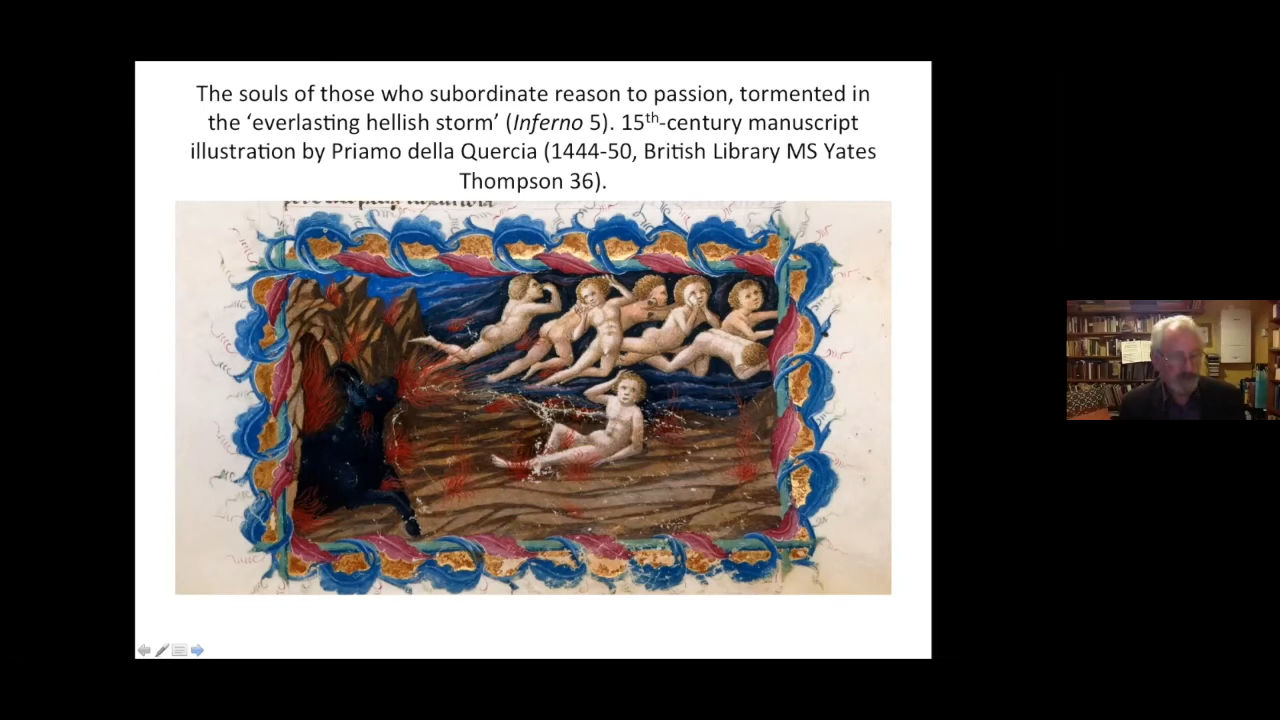 The souls of those who subordinate reason to passion, tormented in
the ‘everlasting hellish storm’ (Inferno 5). 15th-century manuscript
illustration by Priamo della Quercia (1444-50, British Library MS Yates
Thompson 36).